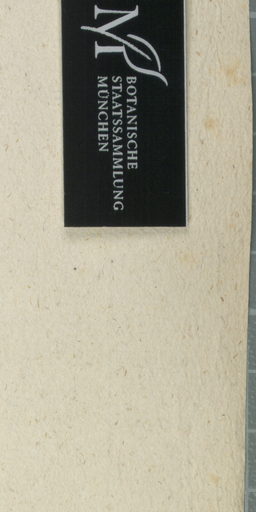 M
BOTANISCHE
STAATSSAMMLUNG
MÜNCHEN